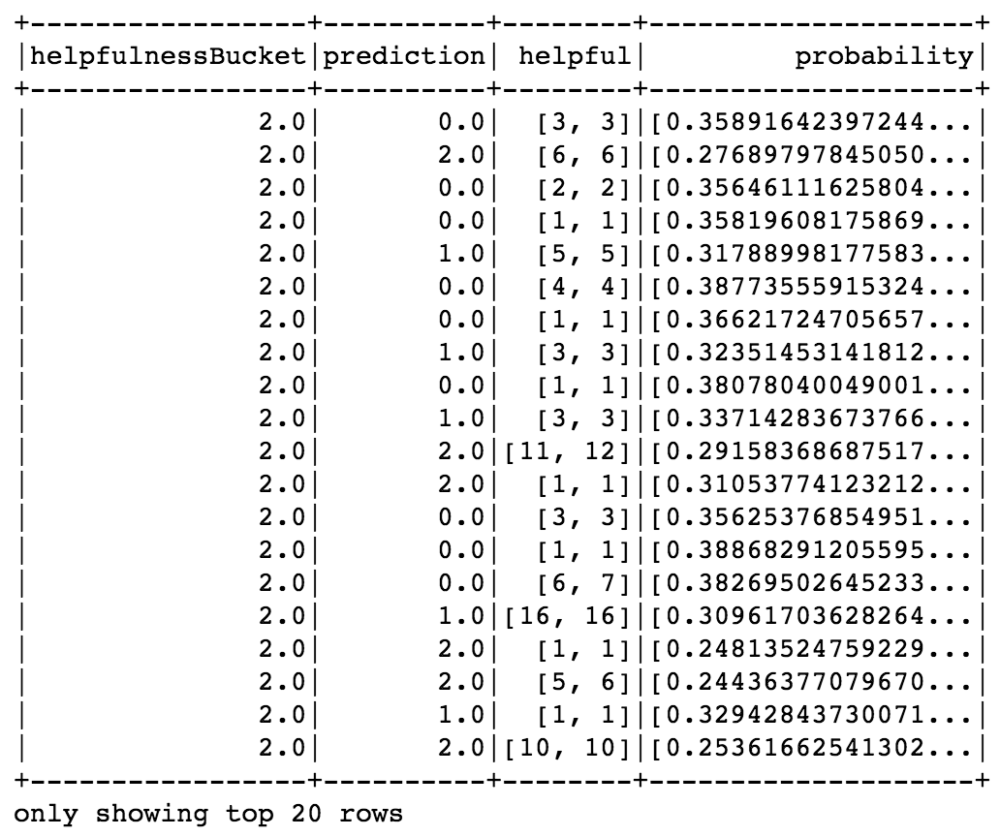 +-----------------+----------+--------+--------------------+
|helpfulnessBucket|prediction| helpful|         probability|
+-----------------+----------+--------+--------------------+
|              2.0|       0.0|  [3, 3]|[0.35891642397244...|
|              2.0|       2.0|  [6, 6]|[0.27689797845050...|
|              2.0|       0.0|  [2, 2]|[0.35646111625804...|
|              2.0|       0.0|  [1, 1]|[0.35819608175869...|
|              2.0|       1.0|  [5, 5]|[0.31788998177583...|
|              2.0|       0.0|  [4, 4]|[0.38773555915324...|
|              2.0|       0.0|  [1, 1]|[0.36621724705657...|
|              2.0|       1.0|  [3, 3]|[0.32351453141812...|
|              2.0|       0.0|  [1, 1]|[0.38078040049001...|
|              2.0|       1.0|  [3, 3]|[0.33714283673766...|
|              2.0|       2.0|[11, 12]|[0.29158368687517...|
|              2.0|       2.0|  [1, 1]|[0.31053774123212...|
|              2.0|       0.0|  [3, 3]|[0.35625376854951...|
|              2.0|       0.0|  [1, 1]|[0.38868291205595...|
|              2.0|       0.0|  [6, 7]|[0.38269502645233...|
|              2.0|       1.0|[16, 16]|[0.30961703628264...|
|              2.0|       2.0|  [1, 1]|[0.24813524759229...|
|              2.0|       2.0|  [5, 6]|[0.24436377079670...|
|              2.0|       1.0|  [1, 1]|[0.32942843730071...|
|              2.0|       2.0|[10, 10]|[0.25361662541302...|
+-----------------+----------+--------+--------------------+
only showing top 20 rows